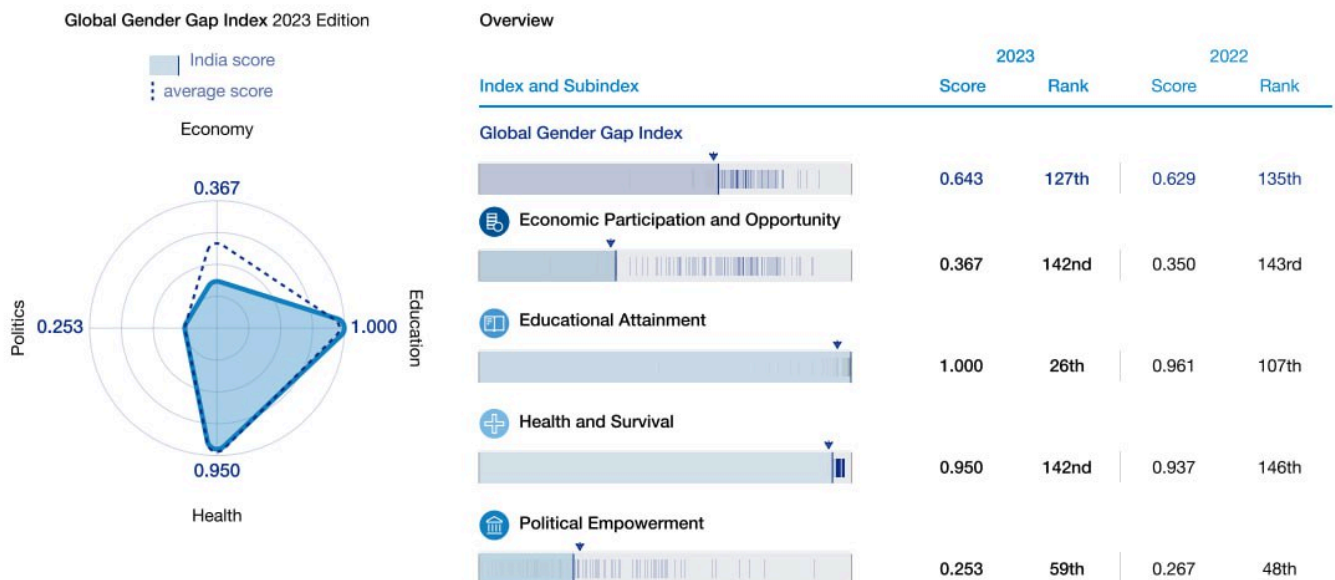 Global Gender Gap Index 2023 Edition
India score
average score
Economy
0.367
Politics
0.253
1.000
Education
0.950
Health
Overview
2023
2022
Index and Subindex
Score
Rank
Score
Rank
Global Gender Gap Index
0.643 127th 0.629 135th
Economic Participation and Opportunity
0.367 142nd 0.350 143rd
Educational Attainment
1.000 26th 0.961 107th
Health and Survival
0.950 142nd 0.937 146th
Political Empowerment
0.253 59th 0.267 48th